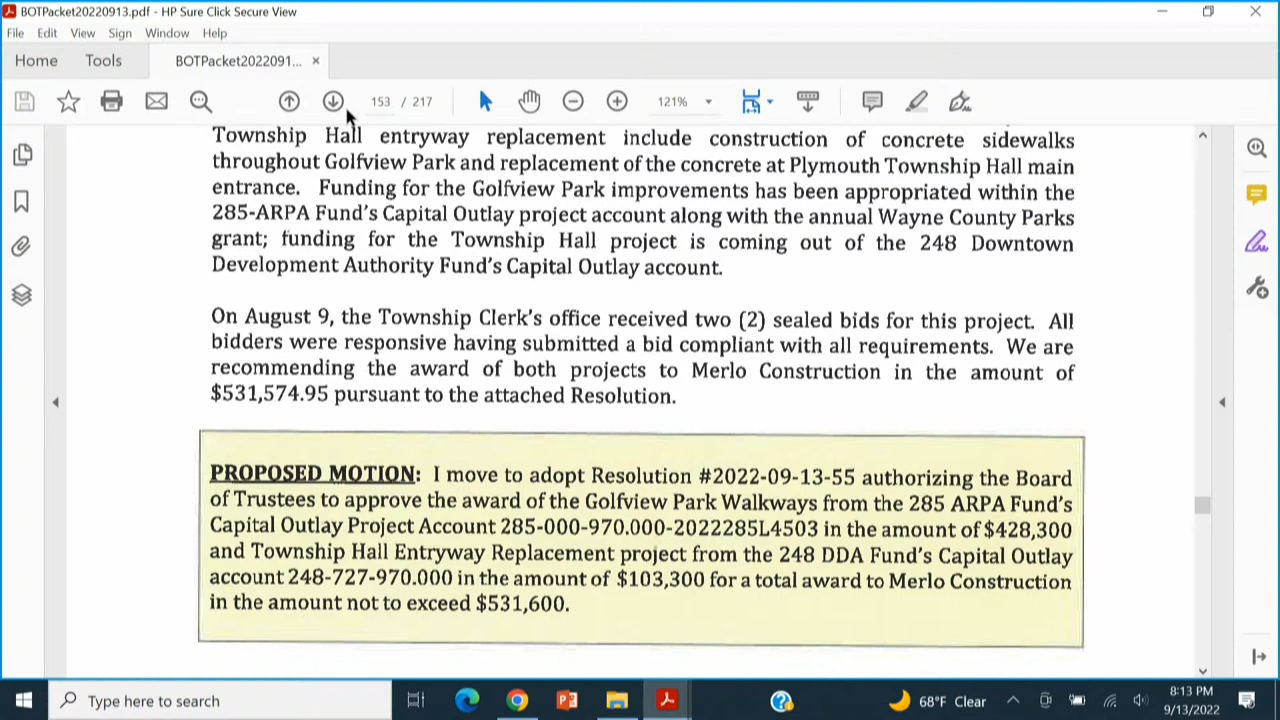 BOTPacket20220913.pdf - HP Sure Click Secure View
File Edit View Sign Window Help
Home Tools BOTPacket2022091... ×
153 / 217 121%
Township Hall entryway replacement include construction of concrete sidewalks
throughout Golfview Park and replacement of the concrete at Plymouth Township Hall main
entrance. Funding for the Golfview Park improvements has been appropriated within the
285-ARPA Fund's Capital Outlay project account along with the annual Wayne County Parks
grant; funding for the Township Hall project is coming out of the 248 Downtown
Development Authority Fund's Capital Outlay account.
On August 9, the Township Clerk's office received two (2) sealed bids for this project. All
bidders were responsive having submitted a bid compliant with all requirements. We are
recommending the award of both projects to Merlo Construction in the amount of
$531,574.95 pursuant to the attached Resolution.
PROPOSED MOTION: I move to adopt Resolution #2022-09-13-55 authorizing the Board
of Trustees to approve the award of the Golfview Park Walkways from the 285 ARPA Fund's
Capital Outlay Project Account 285-000-970.000-2022285L4503 in the amount of $428,300
and Township Hall Entryway Replacement project from the 248 DDA Fund's Capital Outlay
account 248-727-970.000 in the amount of $103,300 for a total award to Merlo Construction
in the amount not to exceed $531,600.
Type here to search
68°F Clear
8:13 PM
9/13/2022